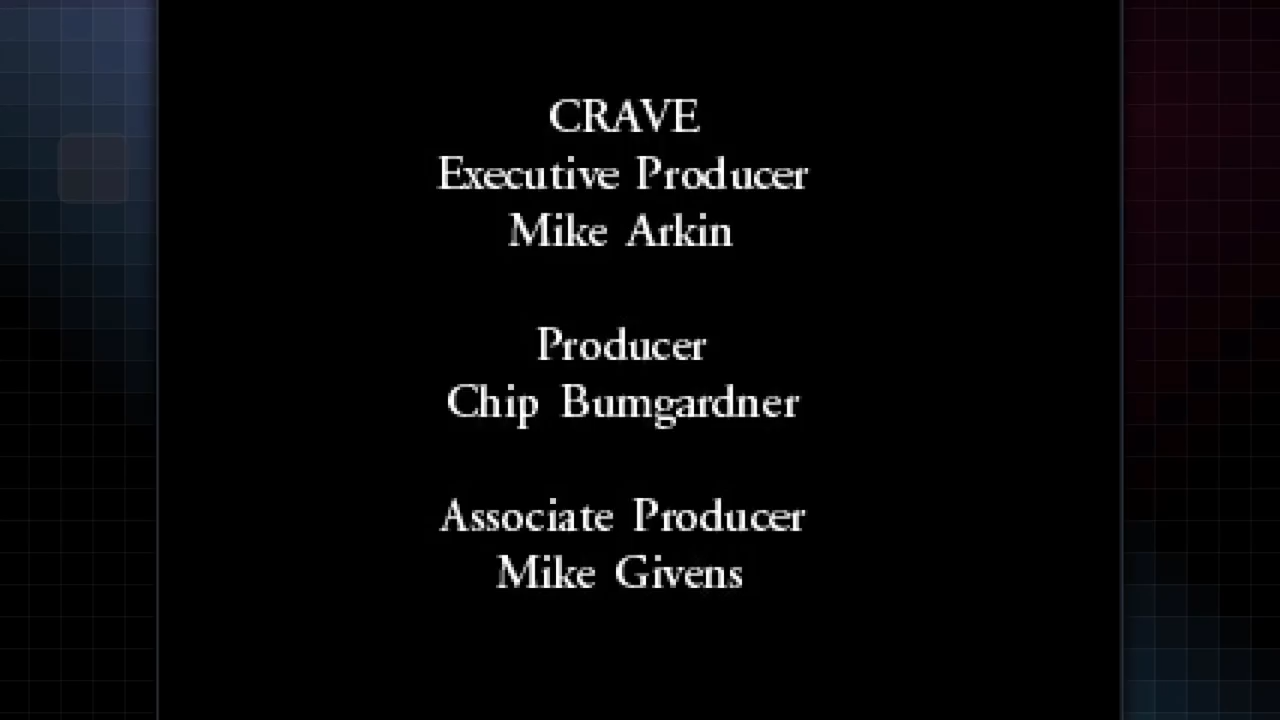 CRAVE
Executive Producer
Mike Arkin
Producer
Chip Bumgardner
Associate Producer
Mike Givens